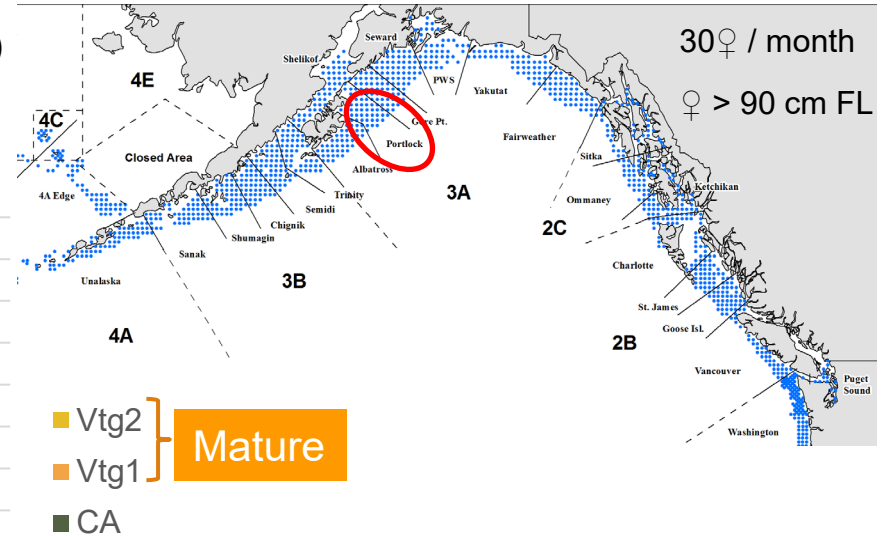 )
30♀ / month
♀ > 90 cm FL
Seward
Shelikof
PWS
4E
Yakutat
4C
Gore Pt.
Fairweather
Portlock
Closed Area
Albatross
Sitka
4A Edge
3A
Ketchikan
Trinity
Ommaney
Semidi
Chignik
2C
Shumagin
Sanak
Charlotte
Unalaska
3B
St. James
Goose Isl.
4A
2B
Vancouver
Puget
Sound
Vtg2
Washington
Mature
Vtg1
CA